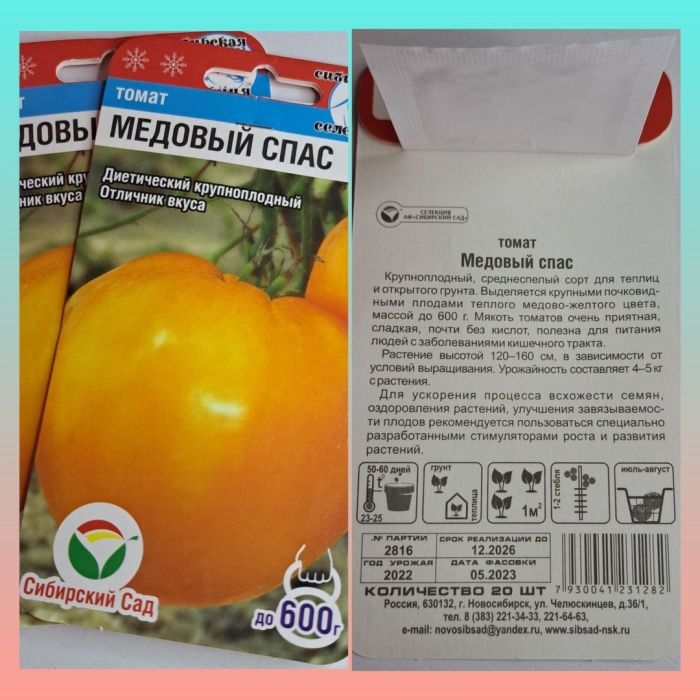 томат
МЕДОВЫЙ СПАС
Диетический крупноплодный
Отличник вкуса
Сибирский Сад
до 600 г
СЕЛЕКЦИЯ
АФ «СИБИРСКИЙ САД»
томат
Медовый спас
Крупноплодный, среднеспелый сорт для теплиц
и открытого грунта. Выделяется крупными почковид-
ными плодами теплого медово-желтого цвета,
массой до 600 г. Мякоть томатов очень приятная,
сладкая, почти без кислот, полезна для питания
людей с заболеваниями кишечного тракта.
Растение высотой 120–160 см, в зависимости от
условий выращивания. Урожайность составляет 4–5 кг
с растения.
Для ускорения процесса всхожести семян,
оздоровления растений, улучшения завязываемос-
ти плодов рекомендуется пользоваться специально
разработанными стимуляторами роста и развития
растений.
50-60 дней
t°
23-25
грунт
теплица
1м²
1-2 стебля
июль-август
№ ПАРТИИ
2816
СРОК РЕАЛИЗАЦИИ ДО
12.2026
ГОД УРОЖАЯ
2022
ДАТА ФАСОВКИ
05.2023
КОЛИЧЕСТВО 20 ШТ
7 930041 231282
Россия, 630132, г. Новосибирск, ул. Челюскинцев, д.36/1,
тел. 8 (383) 221-34-33, 221-64-63,
e-mail: novosibsad@yandex.ru, www.sibsad-nsk.ru